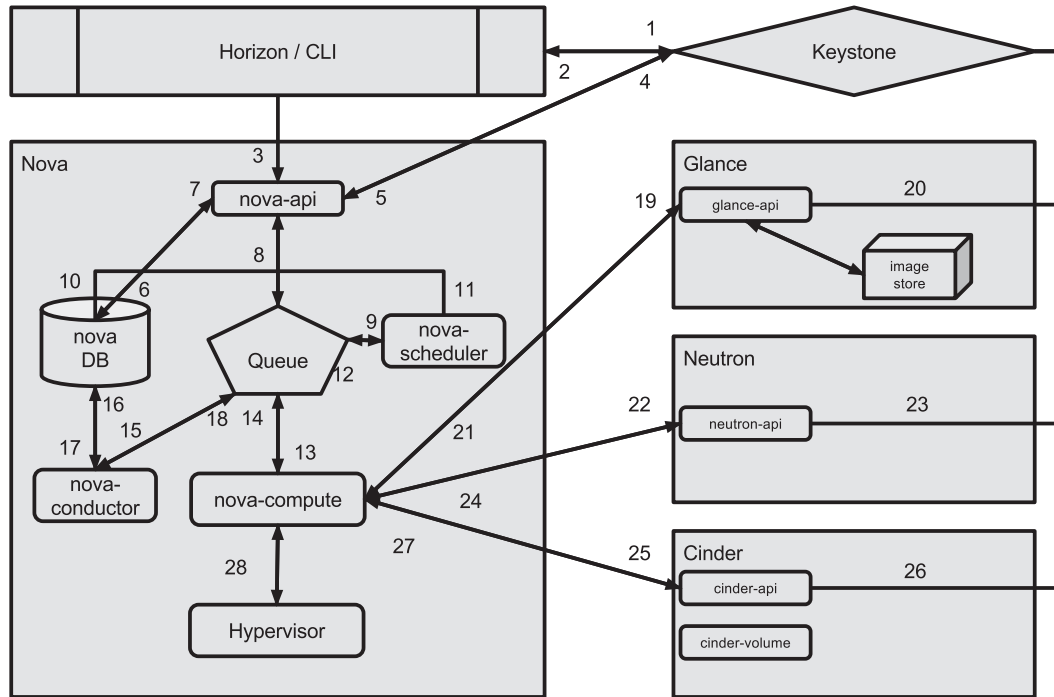 1
Horizon / CLI
Keystone
2
4
Nova
3
Glance
7
nova-api
5
19
glance-api
20
8
10
6
11
image
store
9
nova
DB
nova-
scheduler
Queue
12
Neutron
16
18
14
22
23
15
21
neutron-api
17
13
nova-
conductor
nova-compute
24
27
25
Cinder
28
cinder-api
26
Hypervisor
cinder-volume